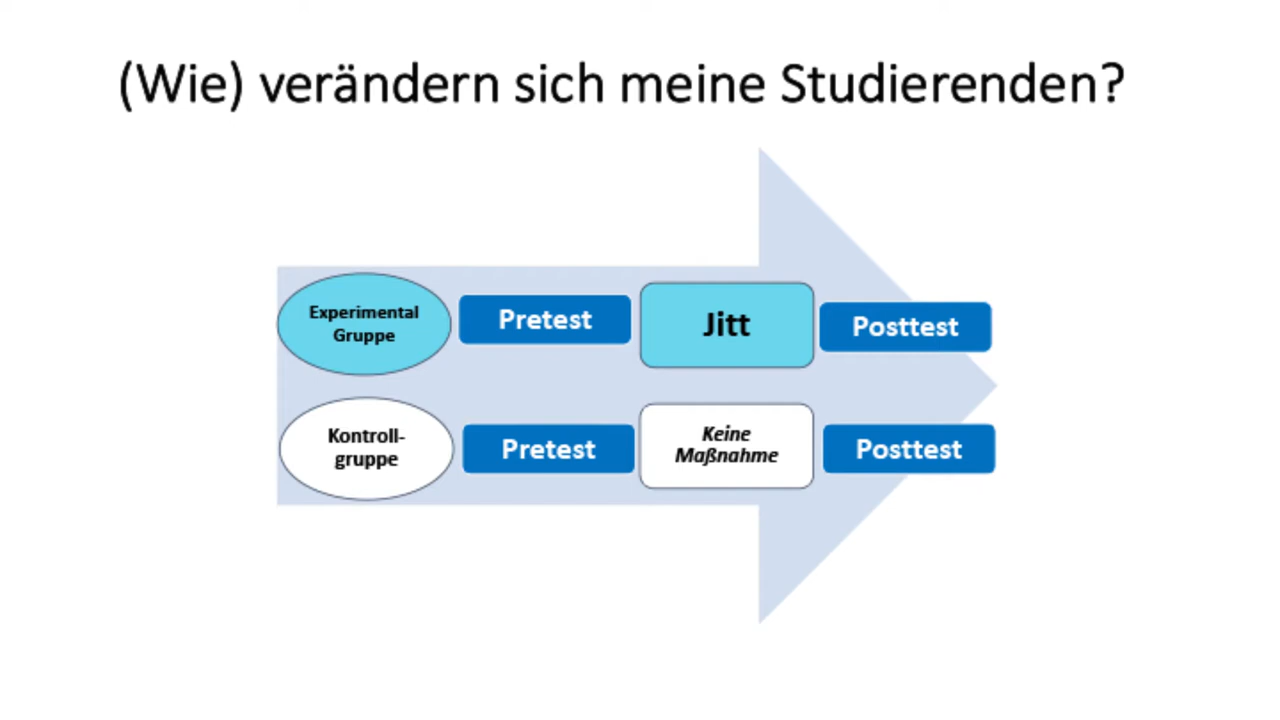 (Wie) verändern sich meine Studierenden?
Experimental
Gruppe
Pretest
Jitt
Posttest
Kontroll-
gruppe
Pretest
Keine
Maßnahme
Posttest